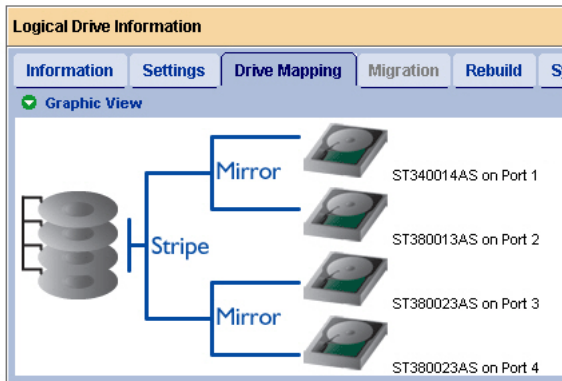 Logical Drive Information
Information Settings Drive Mapping Migration Rebuild
Graphic View
Mirror
ST340014AS on Port 1
ST380013AS on Port 2
Stripe
Mirror
ST380023AS on Port 3
ST380023AS on Port 4